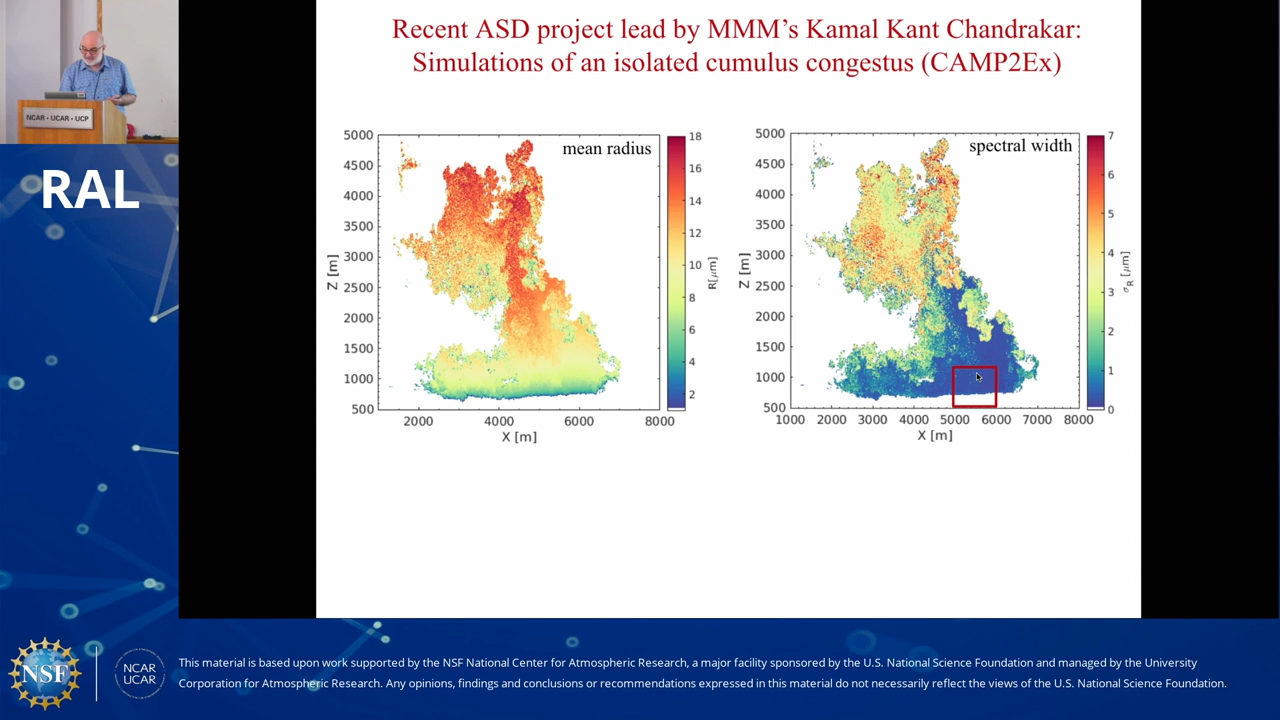 Recent ASD project lead by MMM's Kamal Kant Chandrakar:
Simulations of an isolated cumulus congestus (CAMP2Ex)
NCAR • UCAR • UCP
RAL
mean radius
5000
4500
4000
3500
3000
2500
2000
1500
1000
500
Z [m]
2000 4000 6000 8000
X [m]
18
16
14
12
10
8
6
4
2
R[μm]
spectral width
5000
4500
4000
3500
3000
2500
2000
1500
1000
500
Z [m]
1000 2000 3000 4000 5000 6000 7000 8000
X [m]
7
6
5
4
3
2
1
0
σR [μm]
NSF
NCAR
UCAR
This material is based upon work supported by the NSF National Center for Atmospheric Research, a major facility sponsored by the U.S. National Science Foundation and managed by the University
Corporation for Atmospheric Research. Any opinions, findings and conclusions or recommendations expressed in this material do not necessarily reflect the views of the U.S. National Science Foundation.